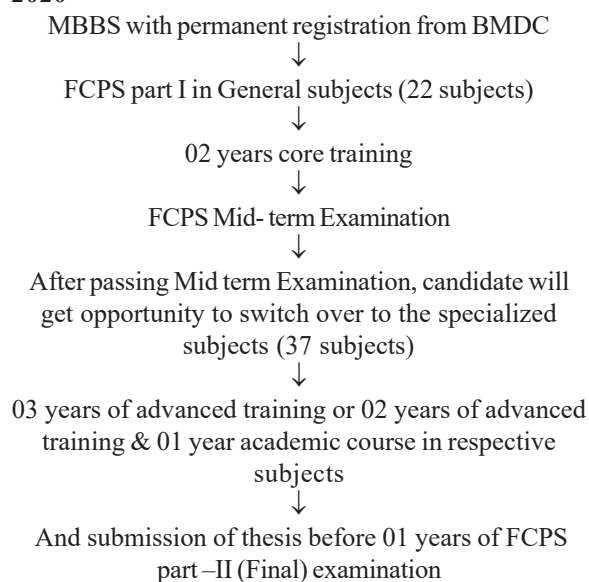 2020
MBBS with permanent registration from BMDC
↓
FCPS part I in General subjects (22 subjects)
↓
02 years core training
↓
FCPS Mid- term Examination
↓
After passing Mid term Examination, candidate will
get opportunity to switch over to the specialized
subjects (37 subjects)
↓
03 years of advanced training or 02 years of advanced
training & 01 year academic course in respective
subjects
↓
And submission of thesis before 01 years of FCPS
part –II (Final) examination